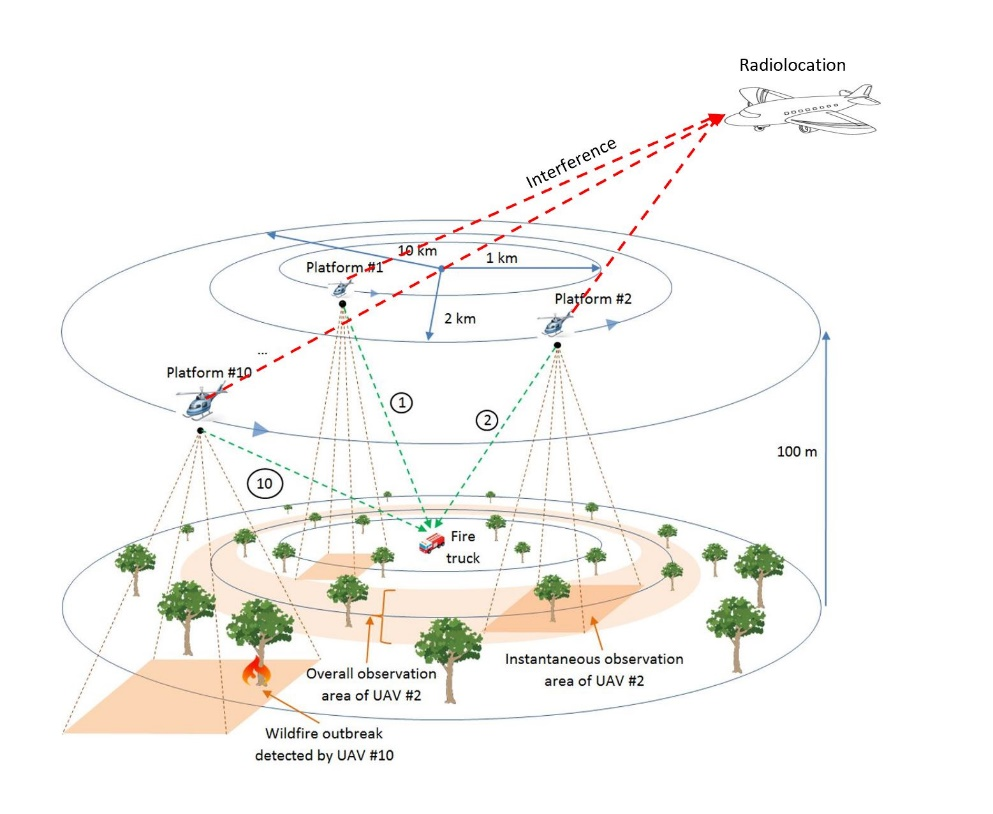 Radiolocation
Interference
10 km
1 km
Platform #1
Platform #2
2 km
...
Platform #10
1
2
100 m
10
Fire
truck
Instantaneous observation
area of UAV #2
Overall observation
area of UAV #2
Wildfire outbreak
detected by UAV #10